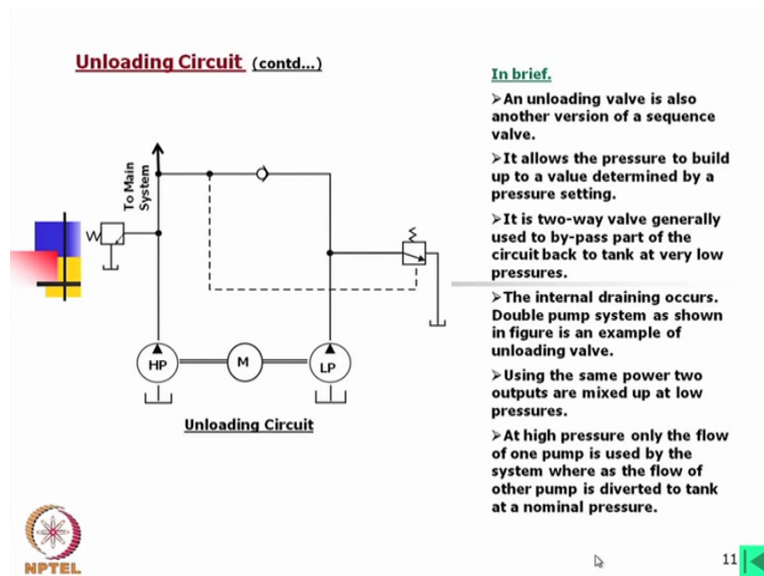 Unloading Circuit (contd...)
To Main
System
HP
M
LP
Unloading Circuit
In brief.
➢An unloading valve is also
another version of a sequence
valve.
➢It allows the pressure to build
up to a value determined by a
pressure setting.
➢It is two-way valve generally
used to by-pass part of the
circuit back to tank at very low
pressures.
➢The internal draining occurs.
Double pump system as shown
in figure is an example of
unloading valve.
➢Using the same power two
outputs are mixed up at low
pressures.
➢At high pressure only the flow
of one pump is used by the
system where as the flow of
other pump is diverted to tank
at a nominal pressure.
NPTEL
11